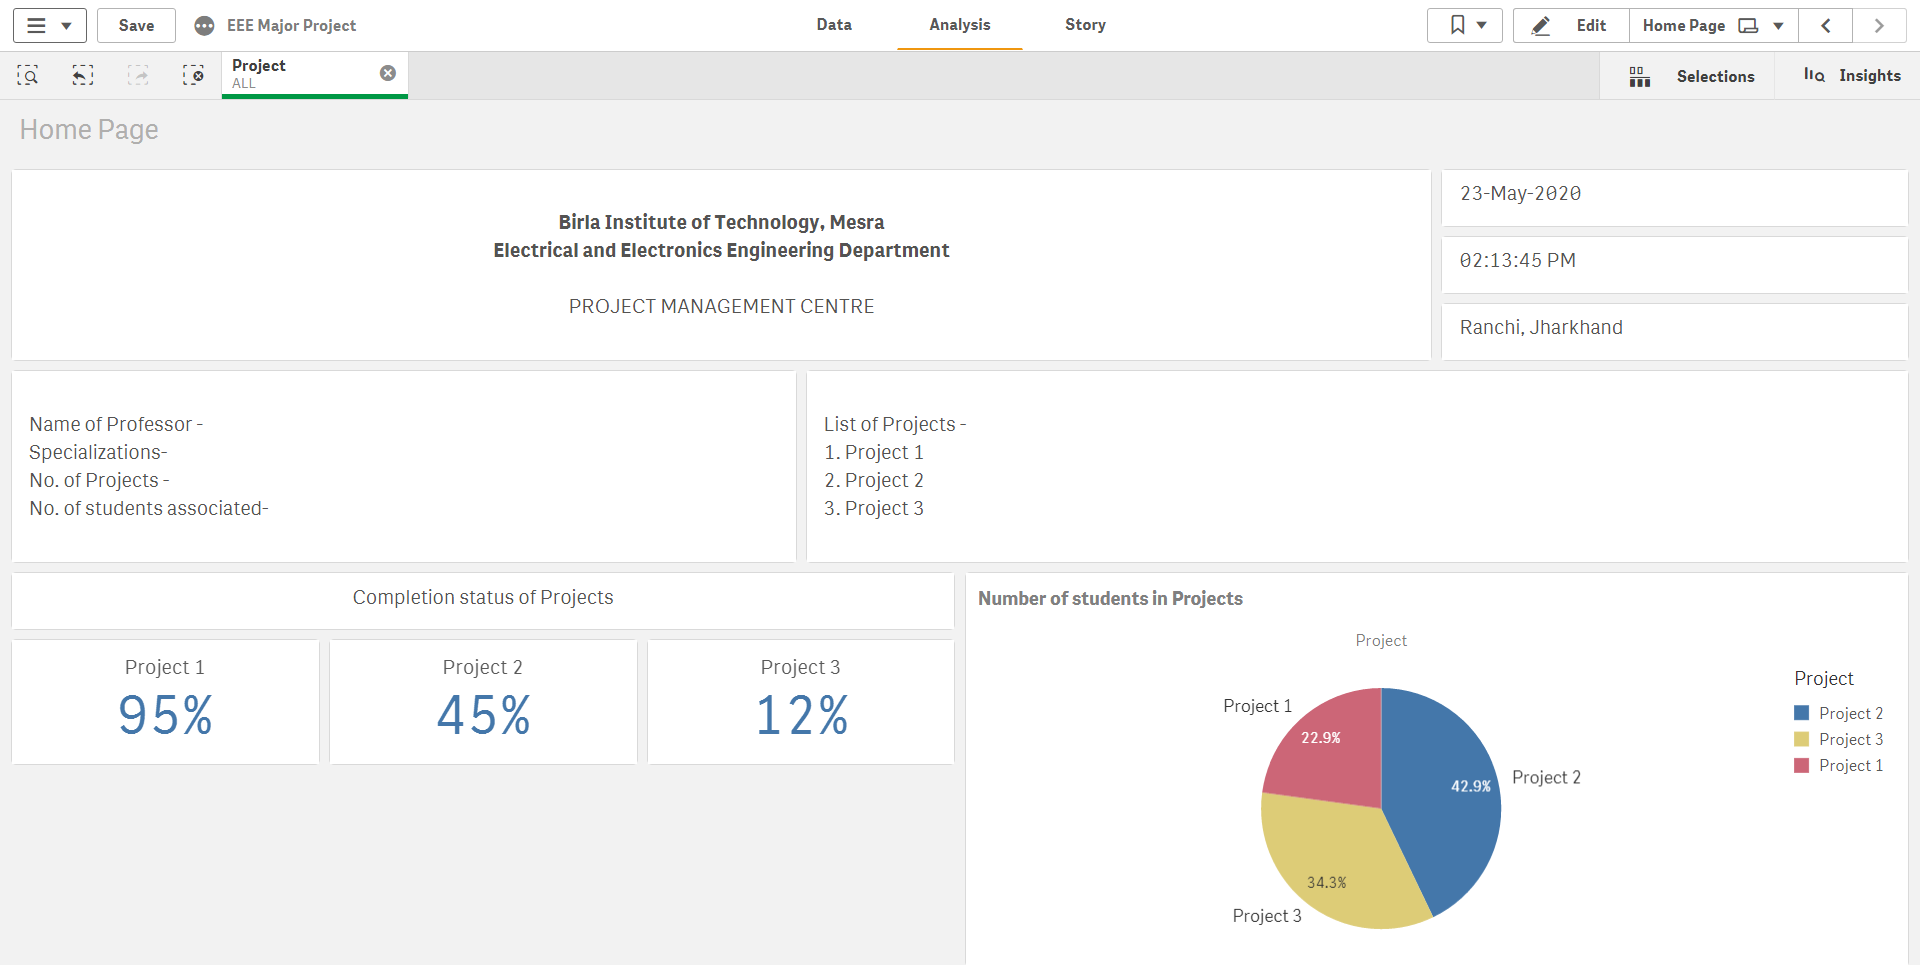 Save
EEE Major Project
Data
Analysis
Story
Edit
Home Page
Project
ALL
Selections
Insights
Home Page
Birla Institute of Technology, Mesra
Electrical and Electronics Engineering Department
PROJECT MANAGEMENT CENTRE
23-May-2020
02:13:45 PM
Ranchi, Jharkhand
Name of Professor -
Specializations-
No. of Projects -
No. of students associated-
List of Projects -
1. Project 1
2. Project 2
3. Project 3
Completion status of Projects
Project 1
95%
Project 2
45%
Project 3
12%
Number of students in Projects
Project
Project 1
22.9%
42.9%
Project 2
34.3%
Project 3
Project
Project 2
Project 3
Project 1